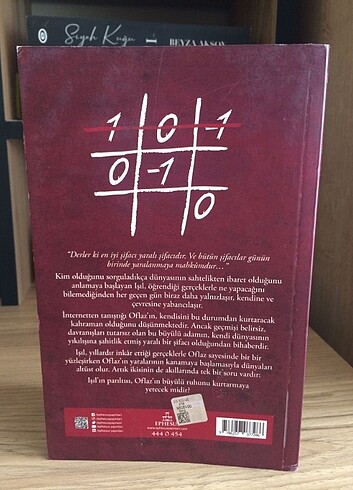 Siyah Kuğu
BEYZA AKSOY
1 0 -1
0 -1
0
"Derler ki en iyi şifacı yaralı şifacıdır. Ve bütün şifacılar günün
birinde yaralanmaya mahkûmdur…"
Kim olduğunu sorguladıkça dünyasının sahtelikten ibaret olduğunu
anlamaya başlayan Işıl, öğrendiği gerçeklerle ne yapacağını
bilemediğinden her geçen gün biraz daha yalnızlaşır, kendine ve
çevresine yabancılaşır.
İnternetten tanıştığı Oflaz'ın, kendisini bu durumdan kurtaracak
kahraman olduğunu düşünmektedir. Ancak geçmişi belirsiz,
davranışları tutarsız olan bu büyülü adamın, kendi dünyasının
yıkılışına şahitlik etmiş yaralı bir şifacı olduğundan bihaberdir.
Işıl, yıllardır inkâr ettiği gerçeklerle Oflaz sayesinde bir bir
yüzleşirken Oflaz'ın yaralarının kanamaya başlamasıyla dünyaları
altüst olur. Artık ikisinin de akıllarında tek bir soru vardır:
Işıl'ın parıltısı, Oflaz'ın büyülü ruhunu kurtarmaya
yetecek midir?
EPHESUS
444 0 454